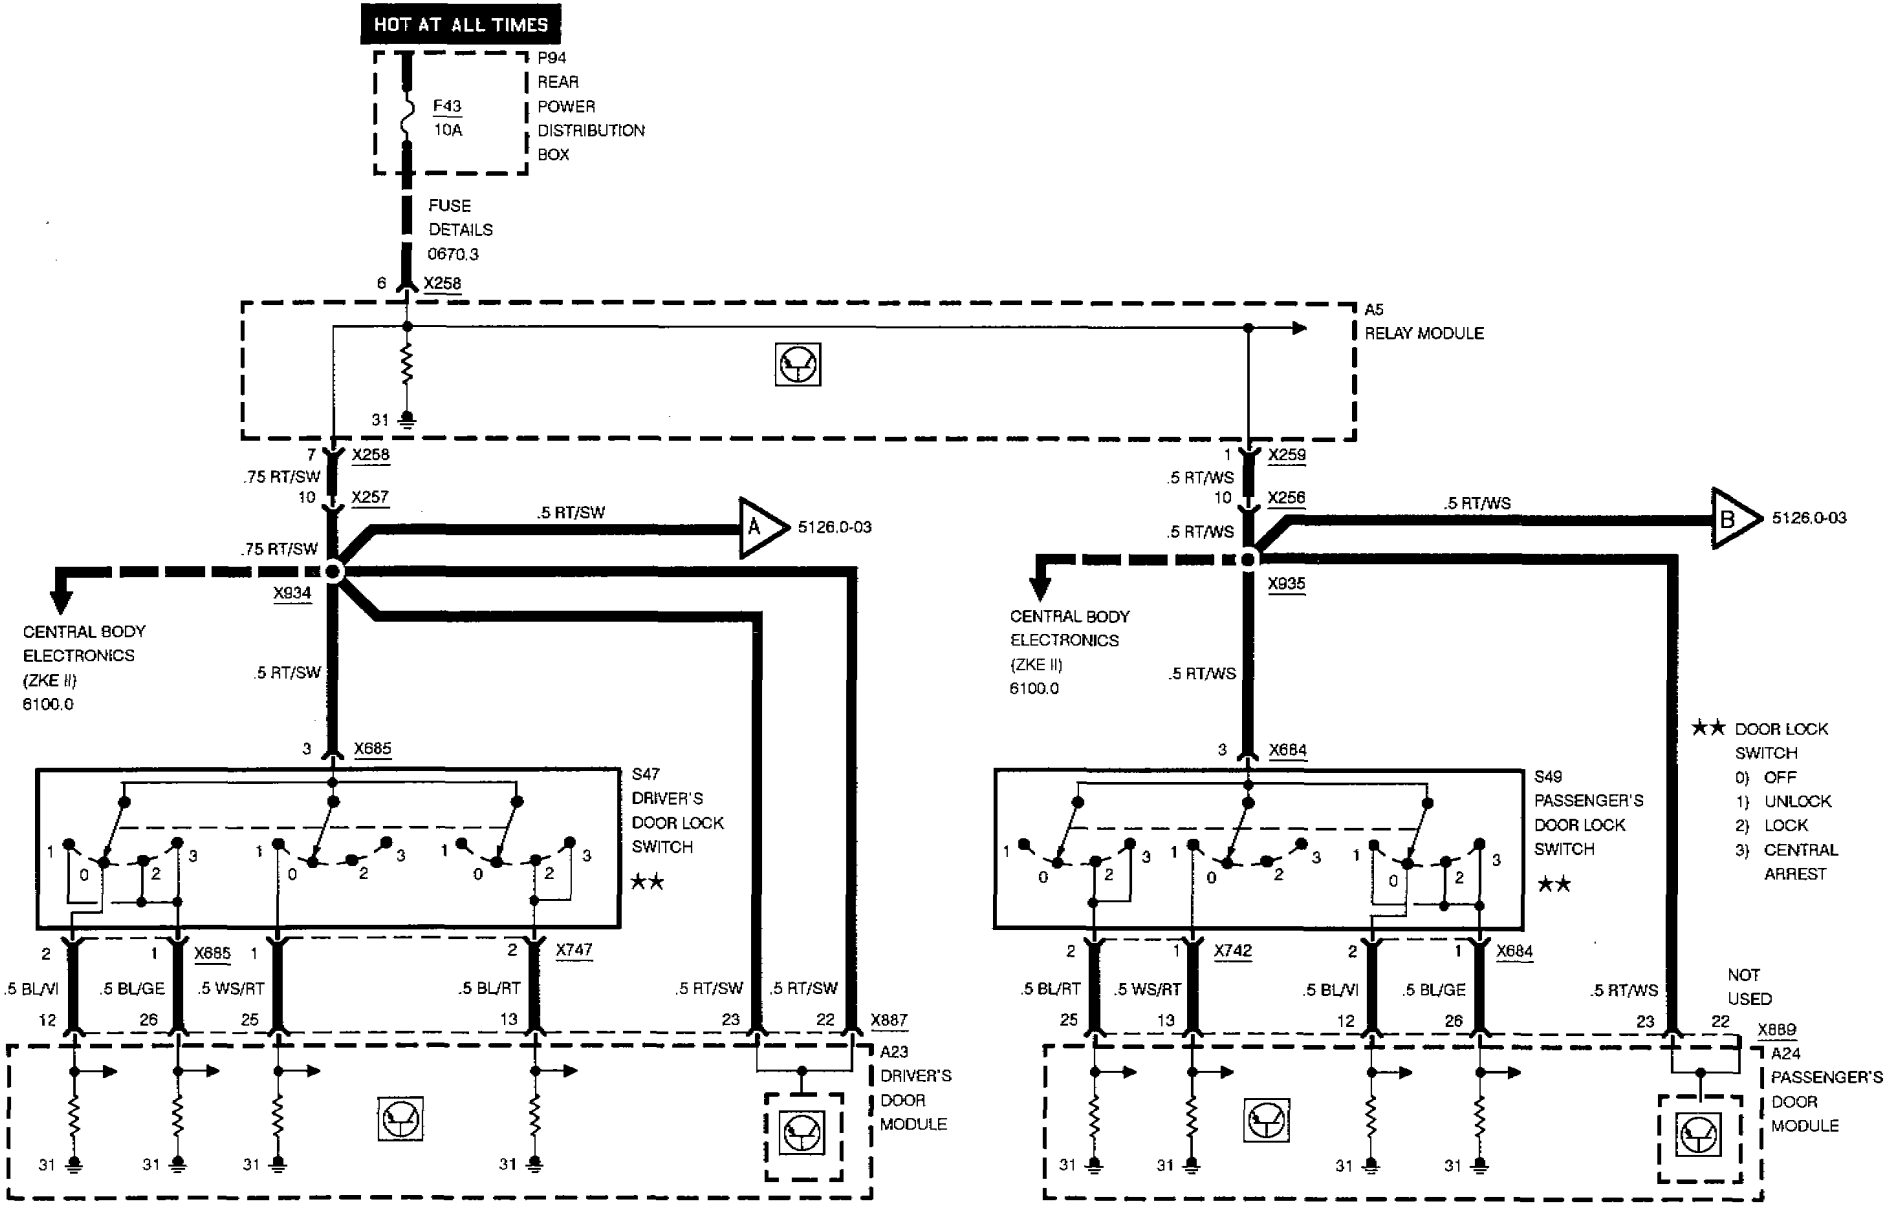 HOT AT ALL TIMES
P94
REAR
POWER
DISTRIBUTION
BOX
F43
10A
FUSE
DETAILS
0670.3
6 X258
A5
RELAY MODULE
31
7 X258
.75 RT/SW
10 X257
.5 RT/SW
A
5126.0-03
.75 RT/SW
X934
CENTRAL BODY
ELECTRONICS
(ZKE II)
6100.0
.5 RT/SW
3 X685
1 X259
.5 RT/WS
10 X256
.5 RT/WS
B
5126.0-03
.5 RT/WS
X935
CENTRAL BODY
ELECTRONICS
(ZKE II)
6100.0
.5 RT/WS
3 X684
★★ DOOR LOCK
SWITCH
0) OFF
1) UNLOCK
2) LOCK
3) CENTRAL
ARREST
S47
DRIVER'S
DOOR LOCK
SWITCH
★★
1 0 2 3 1 0 2 3 1 0 2 3
S49
PASSENGER'S
DOOR LOCK
SWITCH
★★
1 0 2 3 1 0 2 3 1 0 2 3
2 1 X685 1 2 X747
.5 BL/VI .5 BL/GE .5 WS/RT .5 BL/RT .5 RT/SW .5 RT/SW
12 26 25 13 23 22 X887
A23
DRIVER'S
DOOR
MODULE
31 31 31 31
2 1 X742 2 1 X684
NOT
USED
.5 BL/RT .5 WS/RT .5 BL/VI .5 BL/GE .5 RT/WS
25 13 12 26 23 22 X889
A24
PASSENGER'S
DOOR
MODULE
31 31 31 31